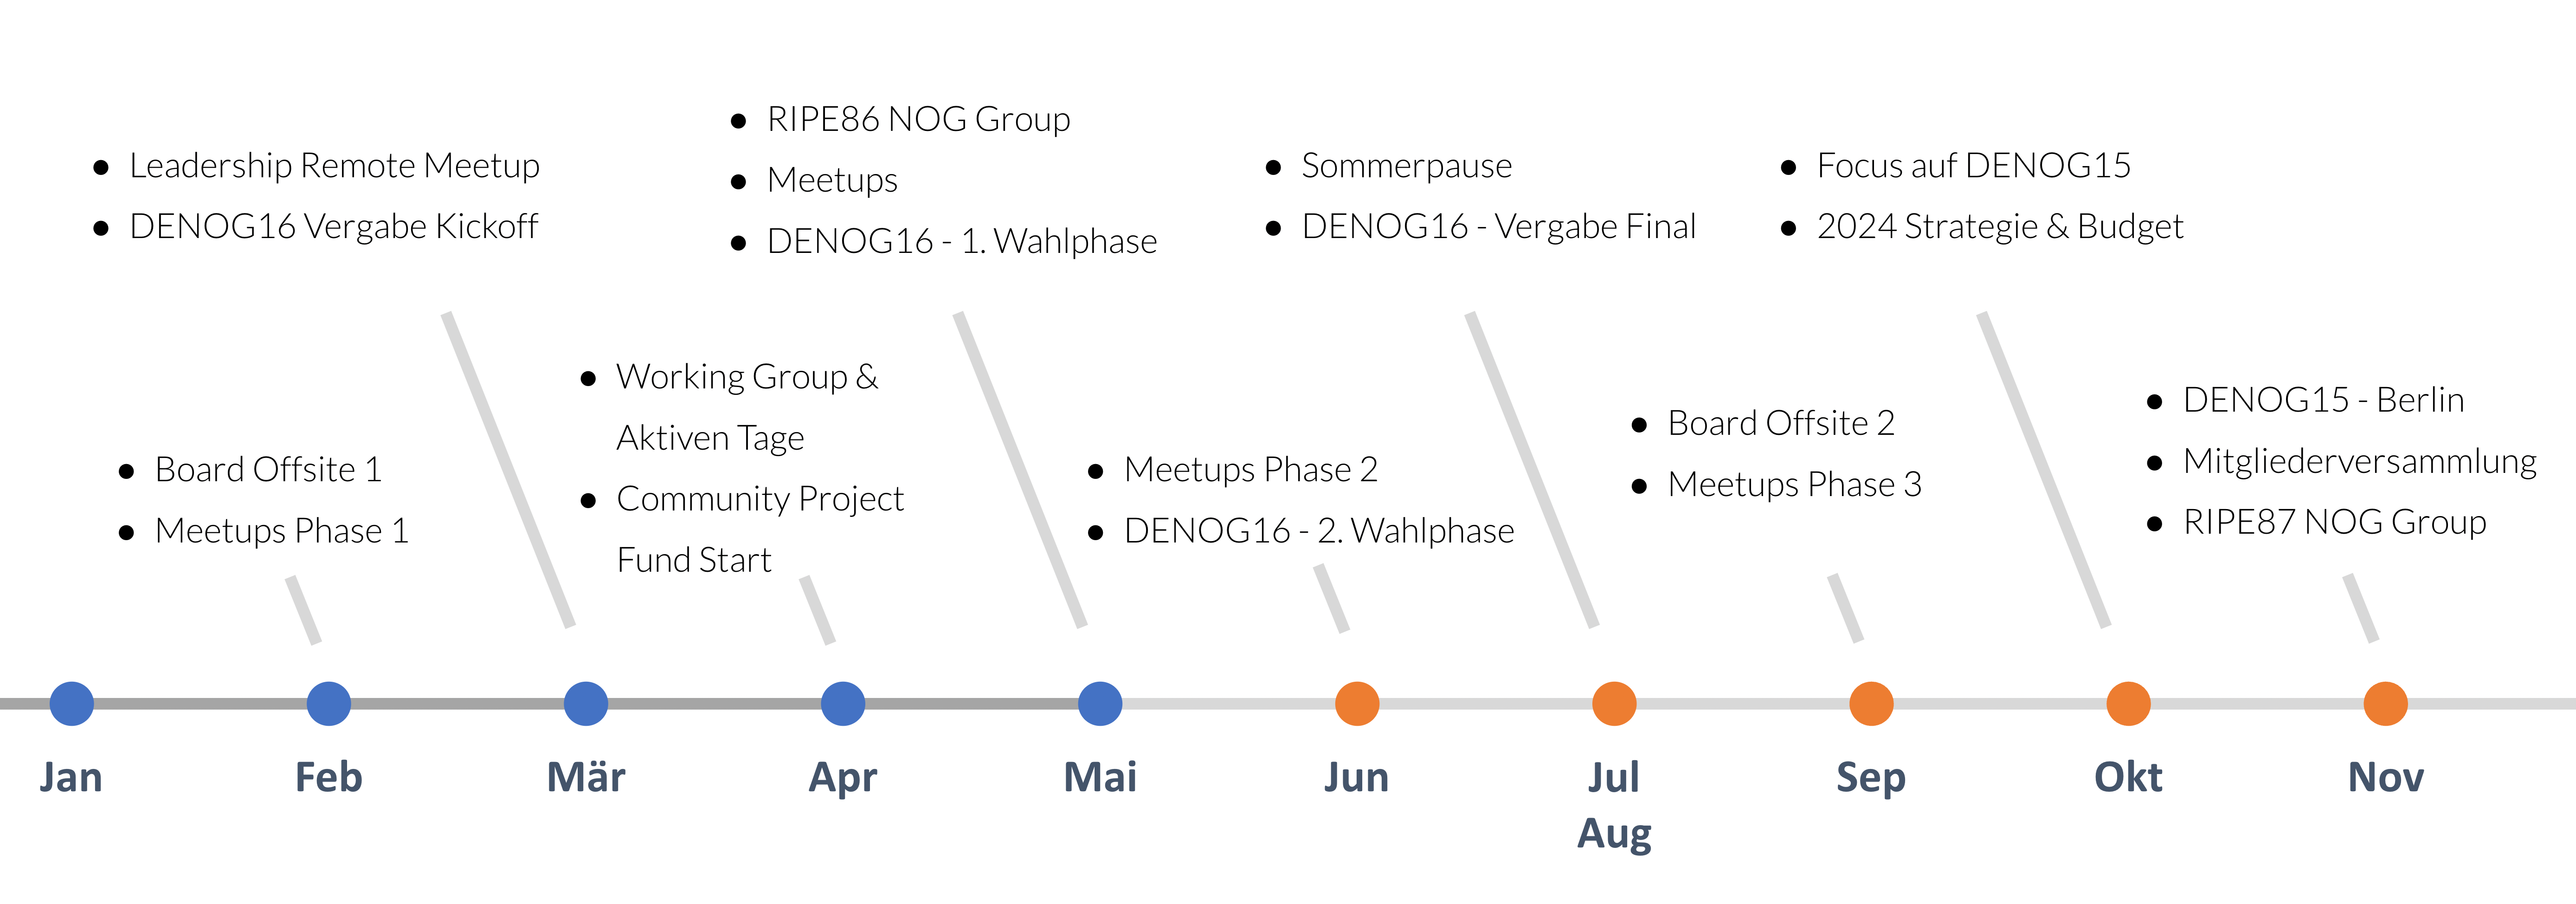 ● Leadership Remote Meetup
● DENOG16 Vergabe Kickoff
● RIPE86 NOG Group
● Meetups
● DENOG16 - 1. Wahlphase
● Sommerpause
● DENOG16 - Vergabe Final
● Focus auf DENOG15
● 2024 Strategie & Budget
● Board Offsite 1
● Meetups Phase 1
● Working Group &
Aktiven Tage
● Community Project
Fund Start
● Meetups Phase 2
● DENOG16 - 2. Wahlphase
● Board Offsite 2
● Meetups Phase 3
● DENOG15 - Berlin
● Mitgliederversammlung
● RIPE87 NOG Group
Jan
Feb
Mär
Apr
Mai
Jun
Jul
Aug
Sep
Okt
Nov